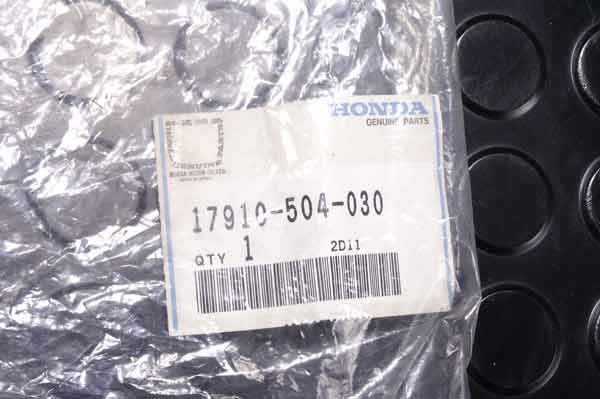 HONDA
GENUINE PARTS
17910-504-030
QTY 1 2D11